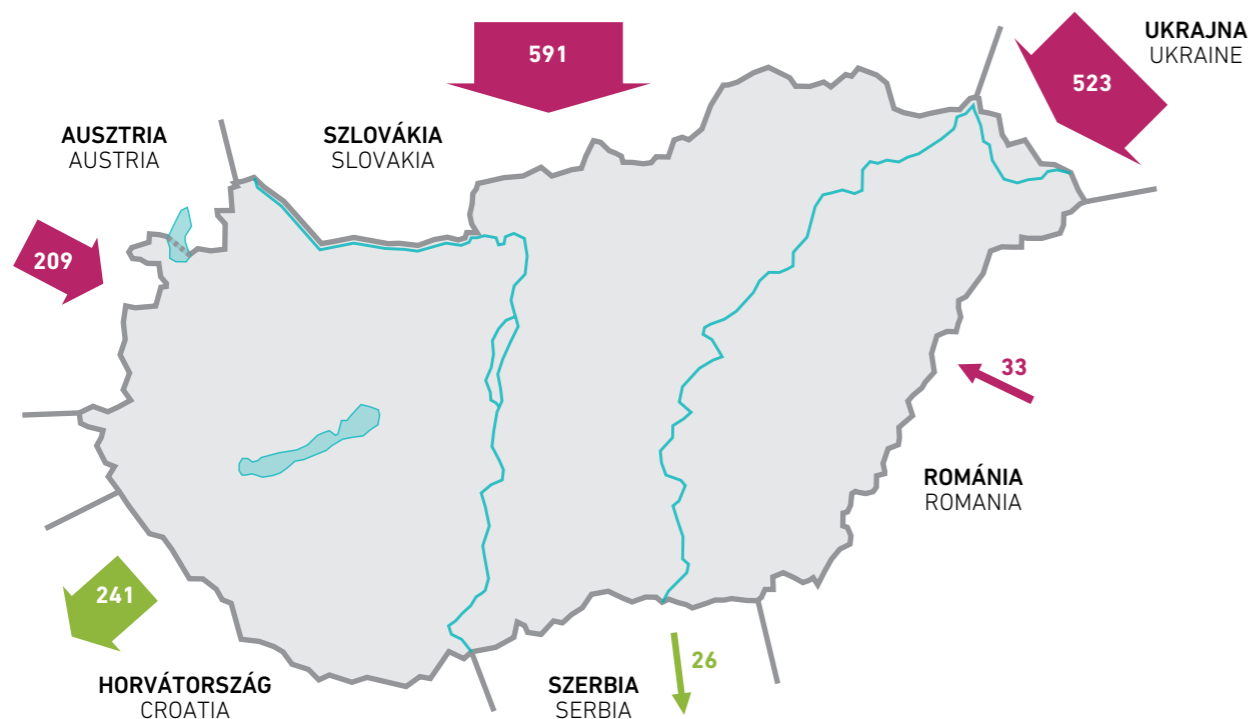 591
UKRAJNA
UKRAINE
523
AUSZTRIA
AUSTRIA
SZLOVÁKIA
SLOVAKIA
209
33
ROMÁNIA
ROMANIA
241
26
HORVÁTORSZÁG
CROATIA
SZERBIA
SERBIA